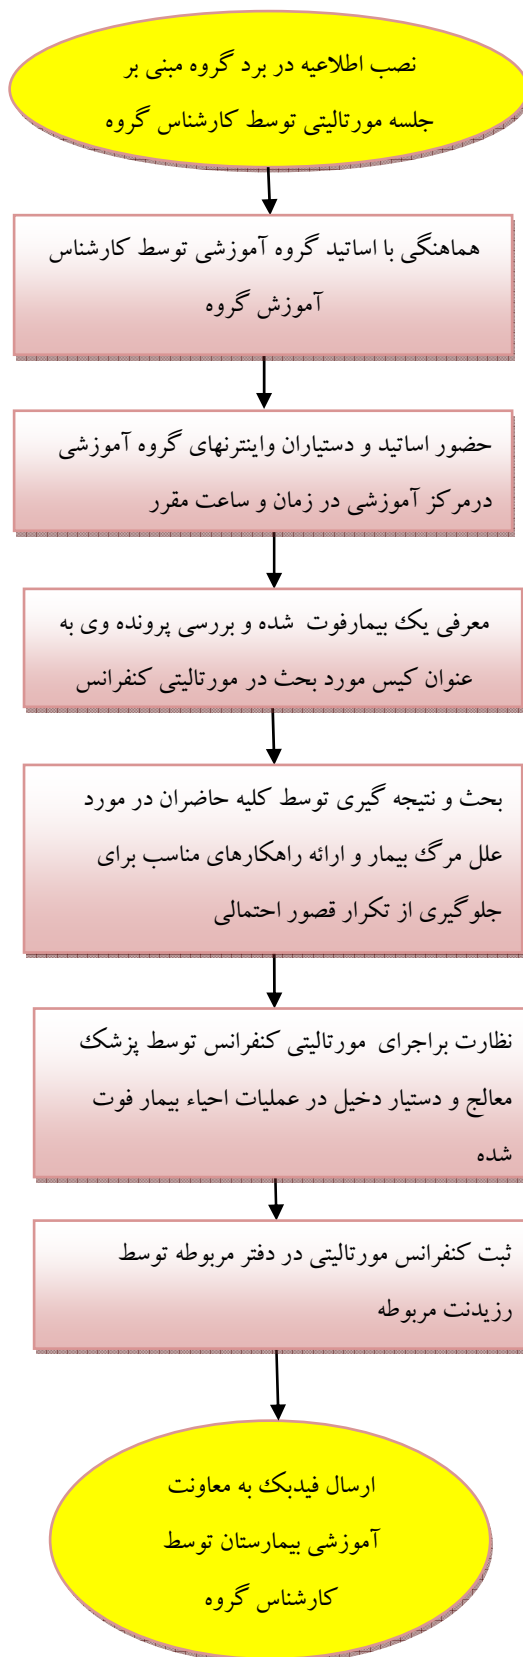 نصب اطلاعیه در برد گروه مبنی بر
جلسه مورتالیتی توسط کارشناس گروه
هماهنگی با اساتید گروه آموزشی توسط کارشناس
آموزش گروه
حضور اساتید و دستیاران واینترنهای گروه آموزشی
درمرکز آموزشی در زمان و ساعت مقرر
معرفی یک بیمارفوت شده و بررسی پرونده وی به
عنوان کیس مورد بحث در مورتالیتی کنفرانس
بحث و نتیجه گیری توسط کلیه حاضران در مورد
علل مرگ بیمار و ارائه راهکارهای مناسب برای
جلوگیری از تکرار قصور احتمالی
نظارت براجرای مورتالیتی کنفرانس توسط پزشک
معالج و دستیار دخیل در عملیات احیاء بیمار فوت
شده
ثبت کنفرانس مورتالیتی در دفتر مربوطه توسط
رزیدنت مربوطه
ارسال فیدبک به معاونت
آموزشی بیمارستان توسط
کارشناس گروه